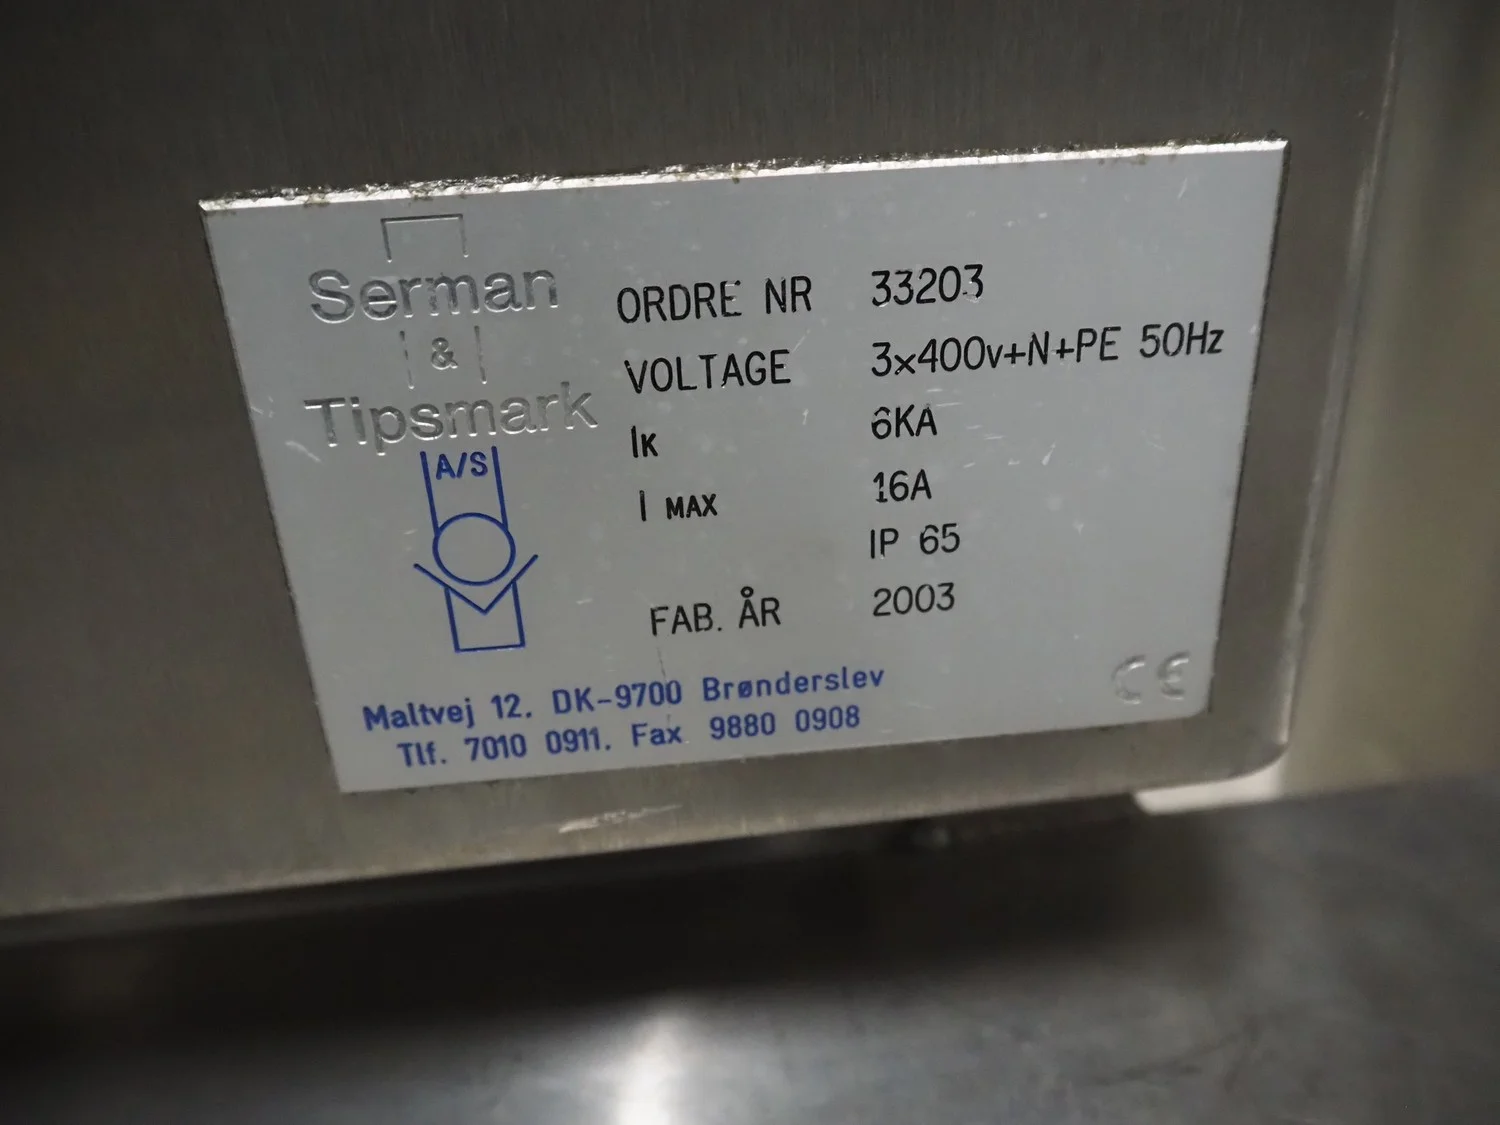 Serman
&
Tipsmark
A/S
ORDRE NR 33203
VOLTAGE 3x400v+N+PE 50Hz
IK 6KA
I MAX 16A
IP 65
FAB. ÅR 2003
Maltvej 12. DK-9700 Brønderslev
Tlf. 7010 0911. Fax 9880 0908
CE